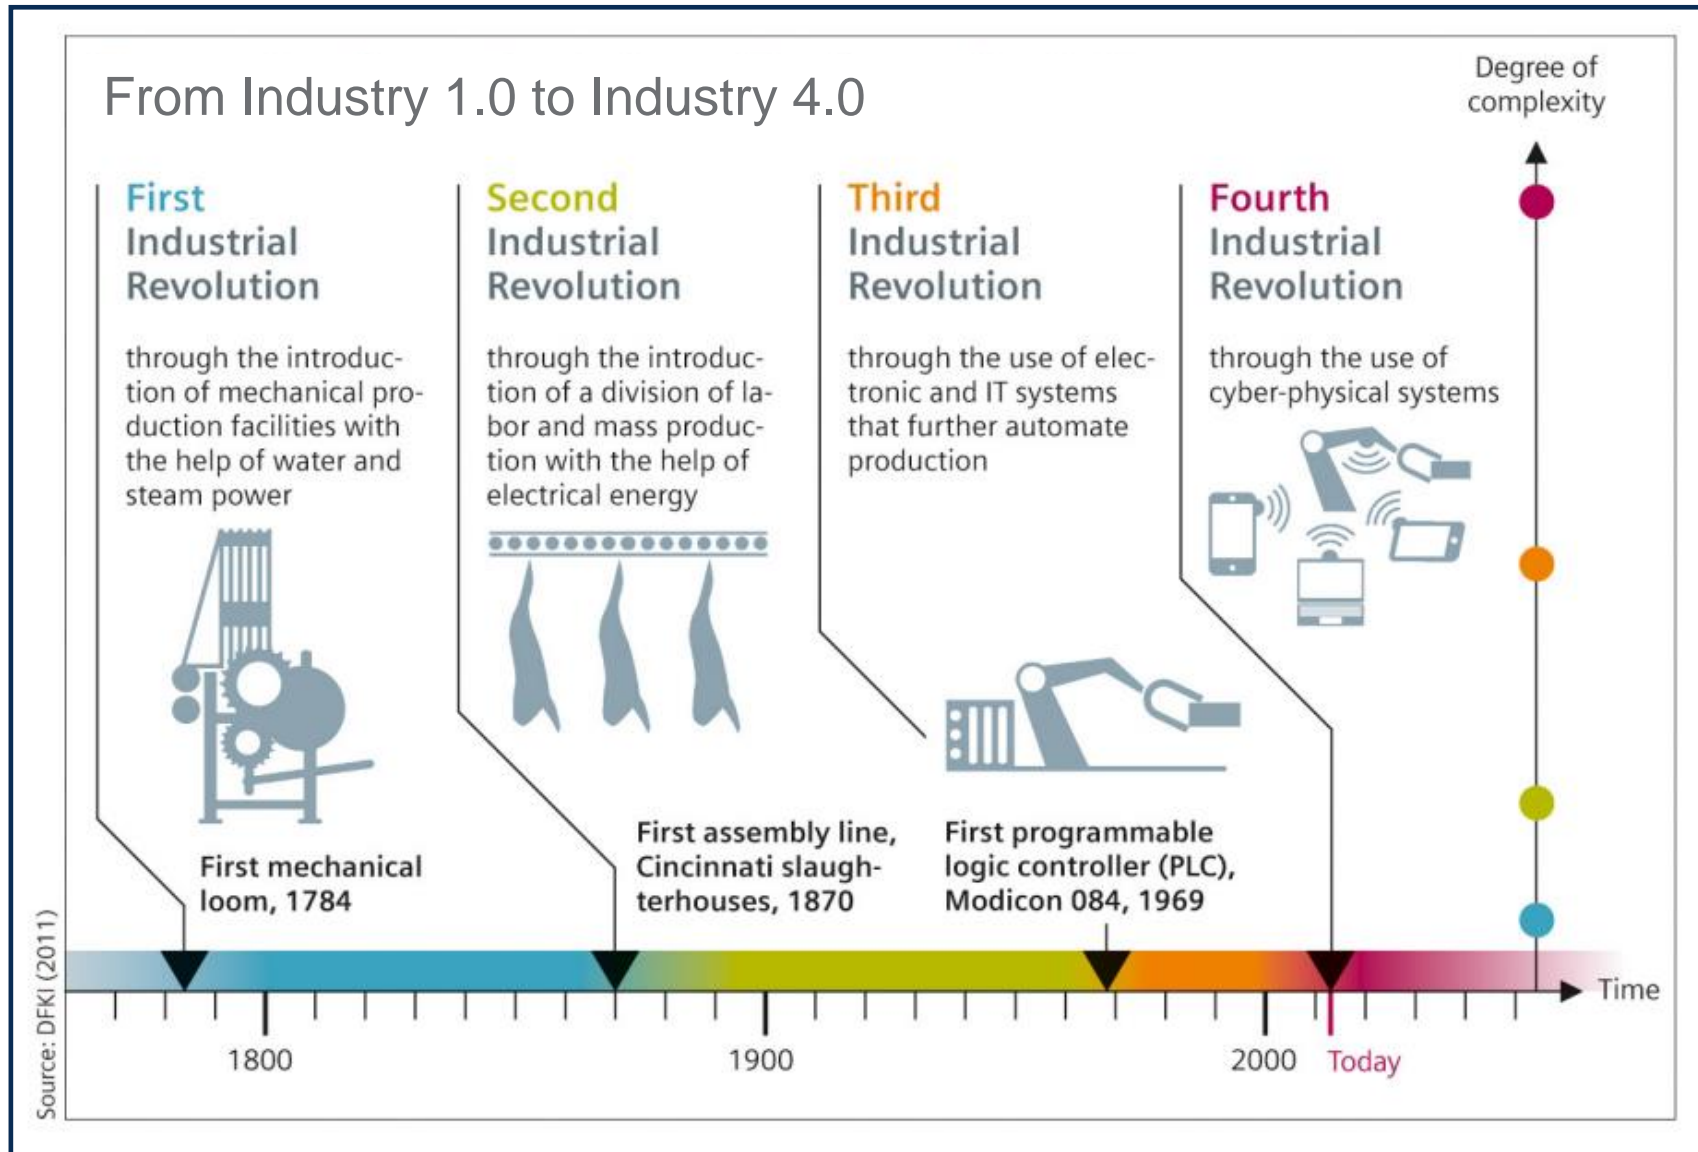 From Industry 1.0 to Industry 4.0
Degree of
complexity
First
Industrial
Revolution
through the introduc-
tion of mechanical pro-
duction facilities with
the help of water and
steam power
First mechanical
loom, 1784
Second
Industrial
Revolution
through the introduc-
tion of a division of la-
bor and mass produc-
tion with the help of
electrical energy
First assembly line,
Cincinnati slaugh-
terhouses, 1870
Third
Industrial
Revolution
through the use of elec-
tronic and IT systems
that further automate
production
First programmable
logic controller (PLC),
Modicon 084, 1969
Fourth
Industrial
Revolution
through the use of
cyber-physical systems
Time
1800
1900
2000
Today
Source: DFKI (2011)